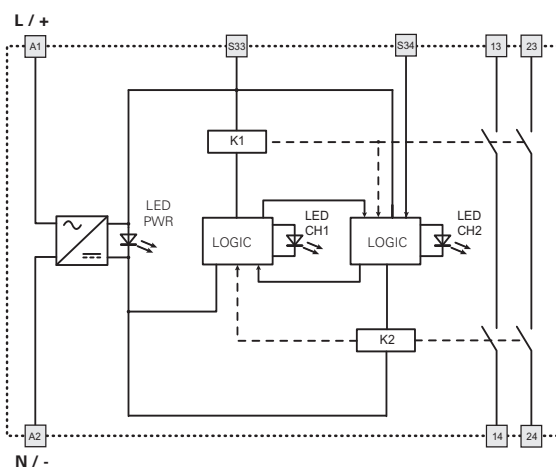 L / +
A1
S33
S34
13
23
K1
LED
PWR
LOGIC
LED
CH1
LOGIC
LED
CH2
K2
A2
14
24
N / -